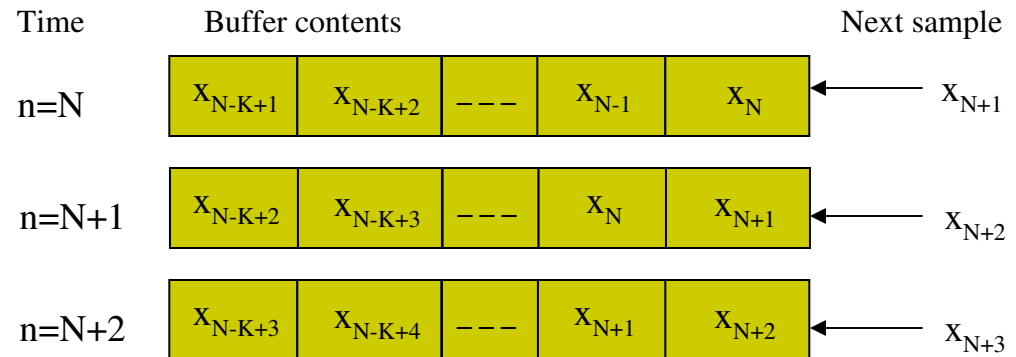 Time Buffer contents Next sample
n=N x_{N-K+1} x_{N-K+2} – – – x_{N-1} x_N x_{N+1}
n=N+1 x_{N-K+2} x_{N-K+3} – – – x_N x_{N+1} x_{N+2}
n=N+2 x_{N-K+3} x_{N-K+4} – – – x_{N+1} x_{N+2} x_{N+3}